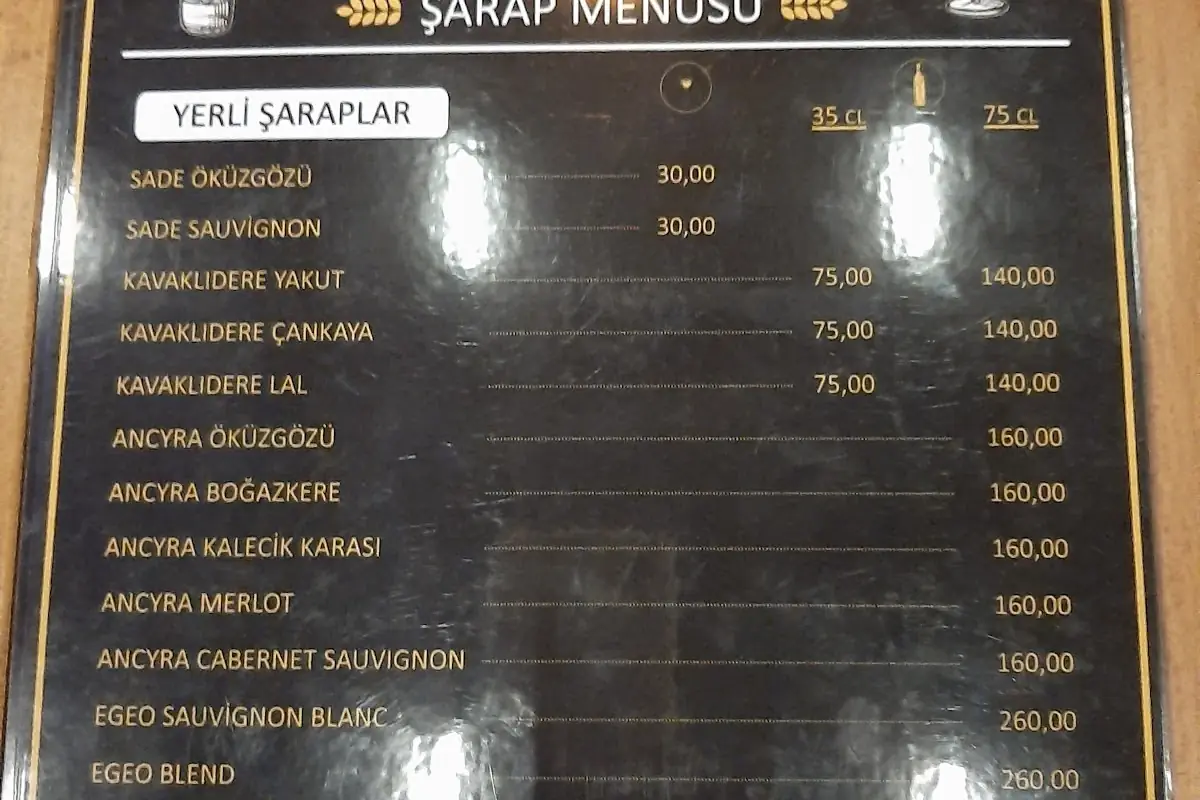 ŞARAP MENÜSÜ
YERLİ ŞARAPLAR 35 CL 75 CL
SADE ÖKÜZGÖZÜ 30,00
SADE SAUVİGNON 30,00
KAVAKLIDERE YAKUT 75,00 140,00
KAVAKLIDERE ÇANKAYA 75,00 140,00
KAVAKLIDERE LAL 75,00 140,00
ANCYRA ÖKÜZGÖZÜ 160,00
ANCYRA BOĞAZKERE 160,00
ANCYRA KALECİK KARASI 160,00
ANCYRA MERLOT 160,00
ANCYRA CABERNET SAUVIGNON 160,00
EGEO SAUVİGNON BLANC 260,00
EGEO BLEND 260,00